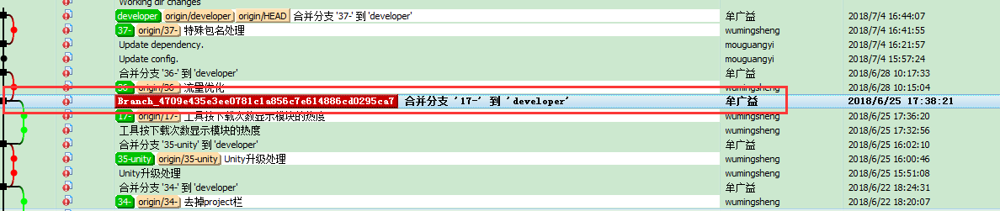 Working dir changes
developer origin/developer origin/HEAD 合并分支 '37-' 到 'developer' 牟广益 2018/7/4 16:44:07
37- origin/37- 特殊包名处理 wumingsheng 2018/7/4 16:41:55
Update dependency. mouguangyi 2018/7/4 16:21:57
Update config. mouguangyi 2018/7/4 15:57:24
合并分支 '36-' 到 'developer' 牟广益 2018/6/28 10:17:33
36- origin/36- 流量优化 wumingsheng 2018/6/28 10:15:04
Branch_4709e435e3ee0781c1a856c7e614886cd0295ca7 合并分支 '17-' 到 'developer' 牟广益 2018/6/25 17:38:21
17- origin/17- 工具按下载次数显示模块的热度 wumingsheng 2018/6/25 17:36:20
工具按下载次数显示模块的热度 wumingsheng 2018/6/25 17:32:56
合并分支 '35-unity' 到 'developer' 牟广益 2018/6/25 16:02:10
35-unity origin/35-unity Unity升级处理 wumingsheng 2018/6/25 16:00:46
Unity升级处理 wumingsheng 2018/6/25 15:51:08
合并分支 '34-' 到 'developer' 牟广益 2018/6/22 18:24:31
34- origin/34- 去掉project栏 wumingsheng 2018/6/22 18:20:07